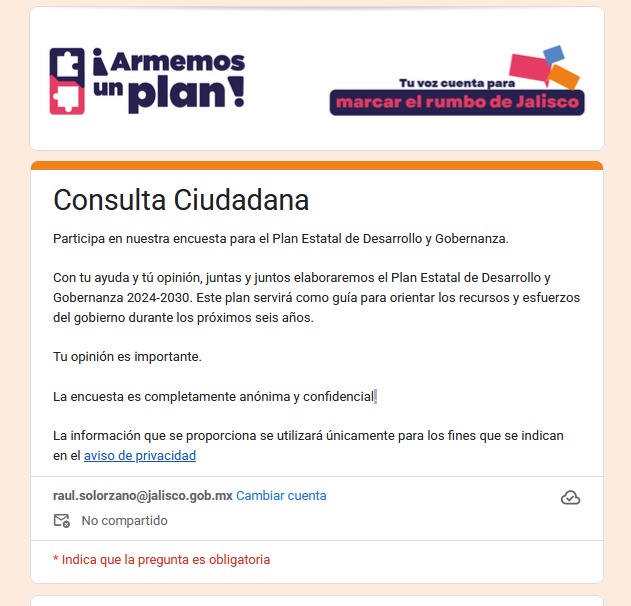 ¡Armemos
un plan!
Tu voz cuenta para
marcar el rumbo de Jalisco
Consulta Ciudadana
Participa en nuestra encuesta para el Plan Estatal de Desarrollo y Gobernanza.
Con tu ayuda y tú opinión, juntas y juntos elaboraremos el Plan Estatal de Desarrollo y
Gobernanza 2024-2030. Este plan servirá como guía para orientar los recursos y esfuerzos
del gobierno durante los próximos seis años.
Tu opinión es importante.
La encuesta es completamente anónima y confidencial
La información que se proporciona se utilizará únicamente para los fines que se indican
en el aviso de privacidad
raul.solorzano@jalisco.gob.mx Cambiar cuenta
No compartido
* Indica que la pregunta es obligatoria